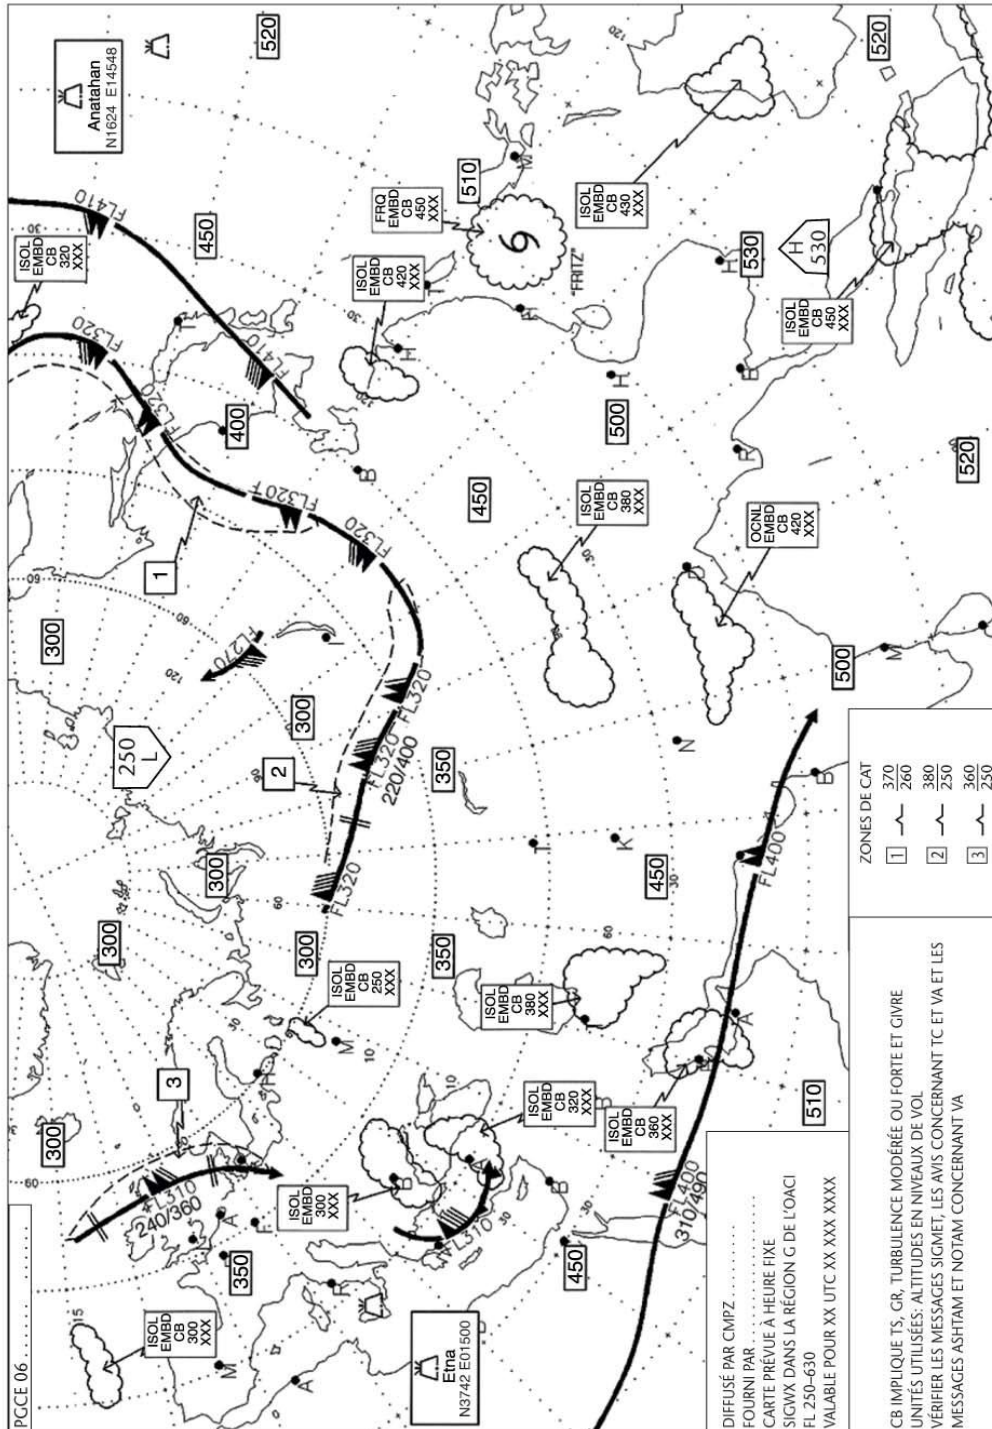 PGCE 06 . . . . . . . . . .
Etna
N3742 E01500
Anatahan
N1624 E14548
ISOL
EMBD
CB
300
XXX
ISOL
EMBD
CB
300
XXX
ISOL
EMBD
CB
320
XXX
ISOL
EMBD
CB
360
XXX
ISOL
EMBD
CB
250
XXX
ISOL
EMBD
CB
380
XXX
ISOL
EMBD
CB
380
XXX
OCNL
EMBD
CB
420
XXX
ISOL
EMBD
CB
420
XXX
FRQ
EMBD
CB
450
XXX
ISOL
EMBD
CB
320
XXX
ISOL
EMBD
CB
430
XXX
ISOL
EMBD
CB
450
XXX
"FRITZ"
250
L
H
530
300
300
300
300
300
300
350
350
350
400
450
450
450
450
500
500
510
510
520
520
520
530
1
2
3
FL310
240/360
FL310
FL320
FL320
220/400
FL320
FL320
FL320
FL320
FL320
FL270
FL410
FL410
FL400
310/490
FL400
DIFFUSÉ PAR CMPZ . . . . . . . . . .
FOURNI PAR . . . . . . . . . .
CARTE PRÉVUE À HEURE FIXE
SIGWX DANS LA RÉGION G DE L'OACI
FL 250–630
VALABLE POUR XX UTC XX XXX XXXX
ZONES DE CAT
1 370
260
2 380
250
3 360
250
CB IMPLIQUE TS, GR, TURBULENCE MODÉRÉE OU FORTE ET GIVRE
UNITÉS UTILISÉES: ALTITUDES EN NIVEAUX DE VOL
VÉRIFIER LES MESSAGES SIGMET, LES AVIS CONCERNANT TC ET VA ET LES
MESSAGES ASHTAM ET NOTAM CONCERNANT VA